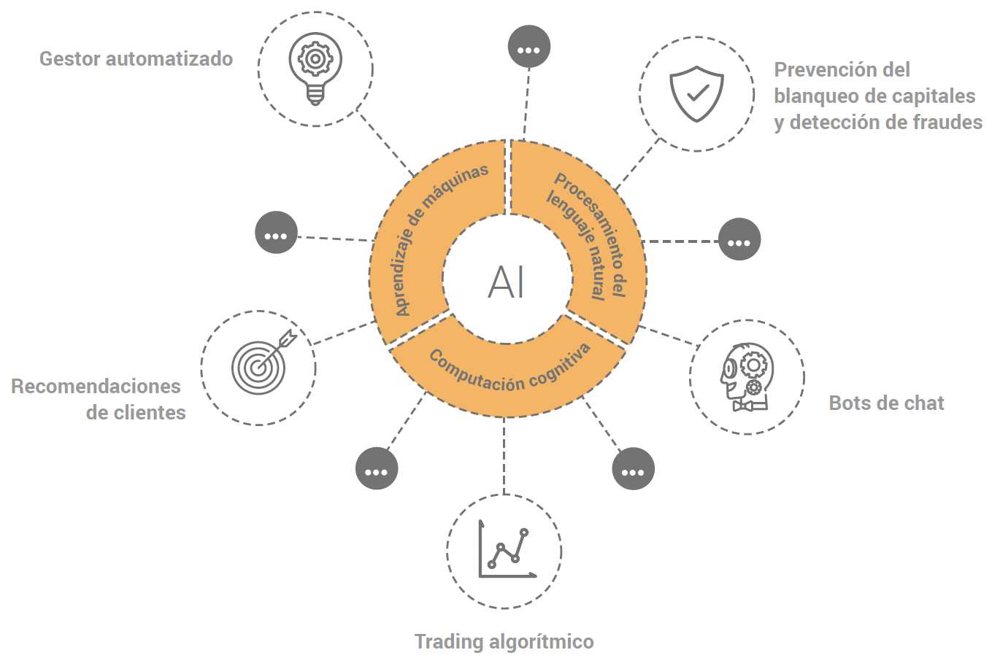 Gestor automatizado
Prevención del
blanqueo de capitales
y detección de fraudes
Aprendizaje de máquinas
Procesamiento del
lenguaje natural
AI
Computación cognitiva
Recomendaciones
de clientes
Bots de chat
Trading algorítmico